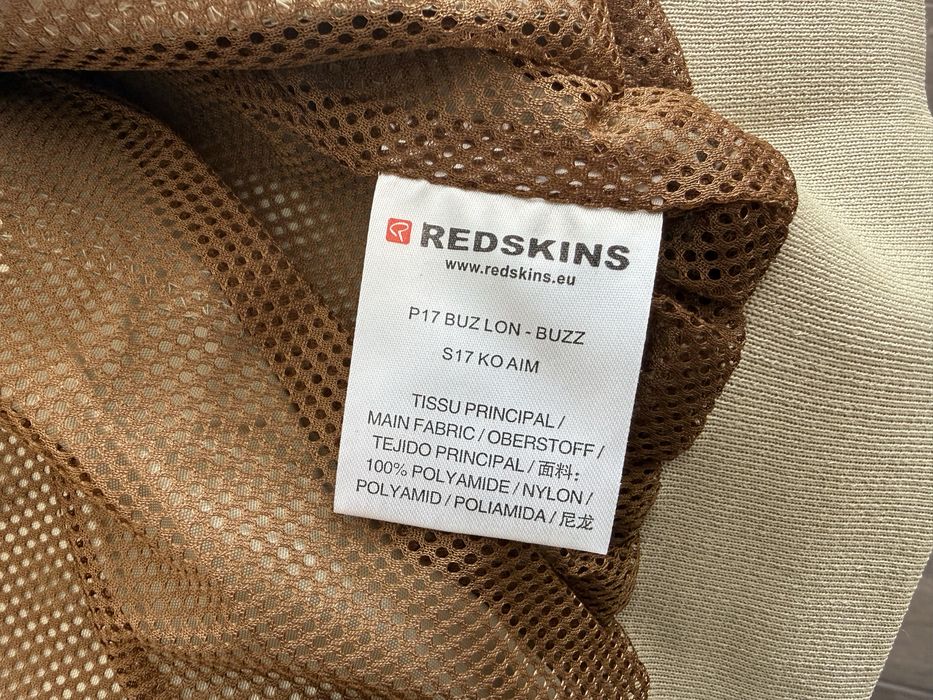 REDSKINS
www.redskins.eu
P17 BUZ LON - BUZZ
S17 KO AIM
TISSU PRINCIPAL /
MAIN FABRIC / OBERSTOFF /
TEJIDO PRINCIPAL / 面料:
100% POLYAMIDE / NYLON /
POLYAMID / POLIAMIDA / 尼龙